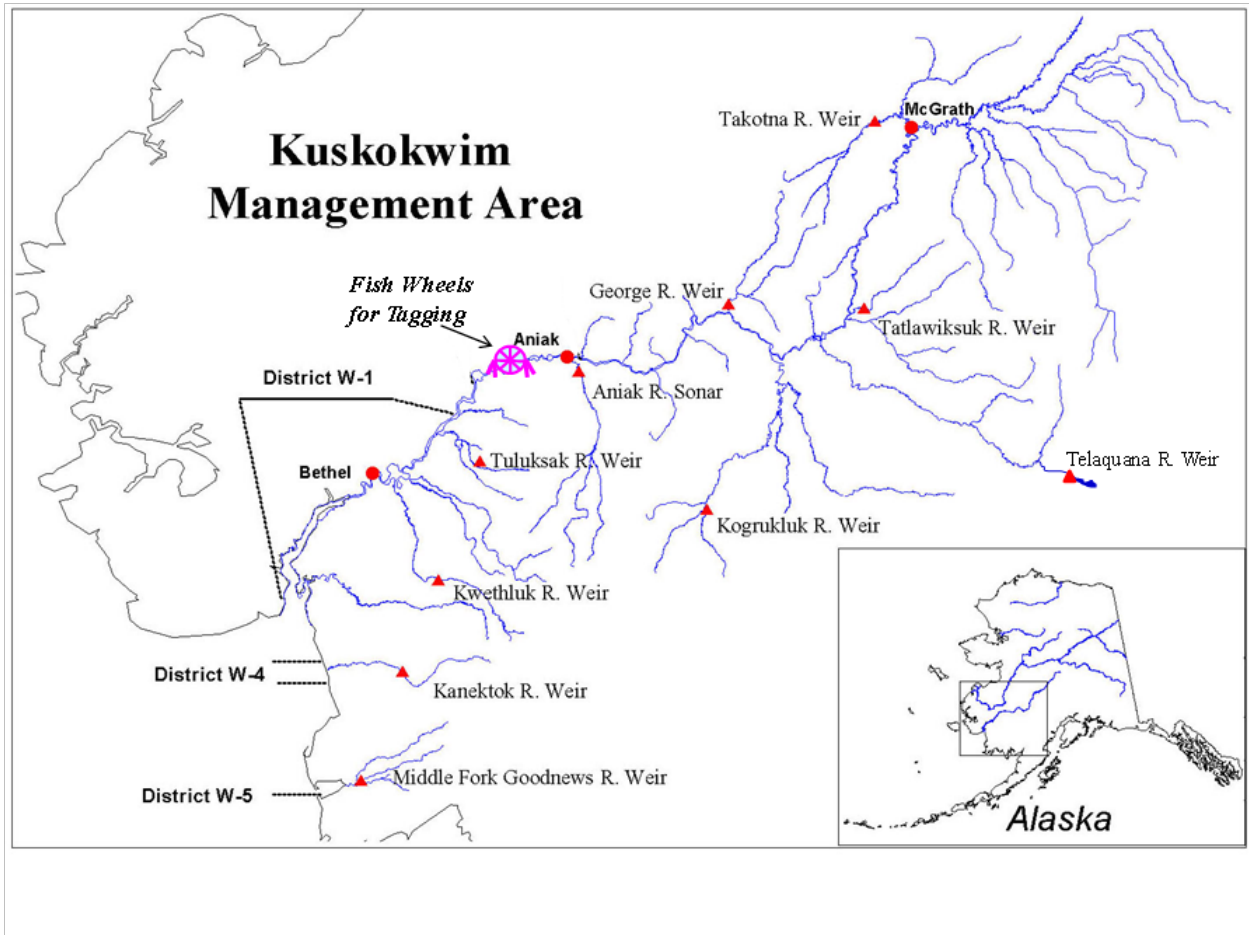 McGrath
Takotna R. Weir
Kuskokwim
Management Area
Fish Wheels
for Tagging
George R. Weir
Tatlawiksuk R. Weir
Aniak
District W-1
Aniak R. Sonar
Bethel
Tuluksak R. Weir
Telaquana R. Weir
Kogrukluk R. Weir
Kwethluk R. Weir
District W-4
Kanektok R. Weir
Middle Fork Goodnews R. Weir
District W-5
Alaska